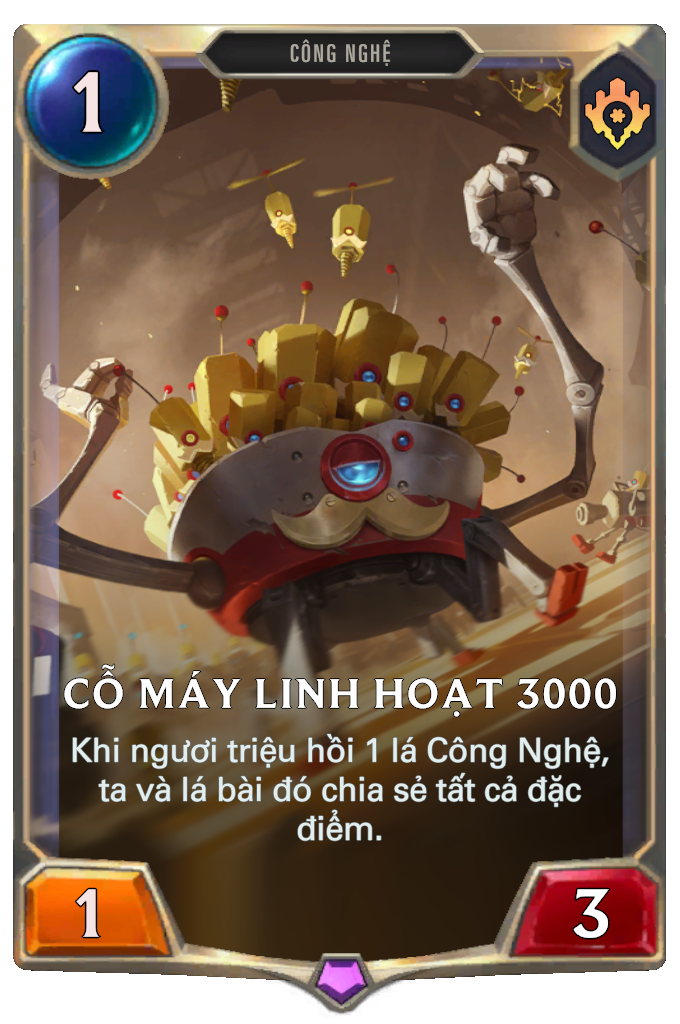 CÔNG NGHỆ
1
CỖ MÁY LINH HOẠT 3000
Khi ngươi triệu hồi 1 lá Công Nghệ,
ta và lá bài đó chia sẻ tất cả đặc
điểm.
1
3